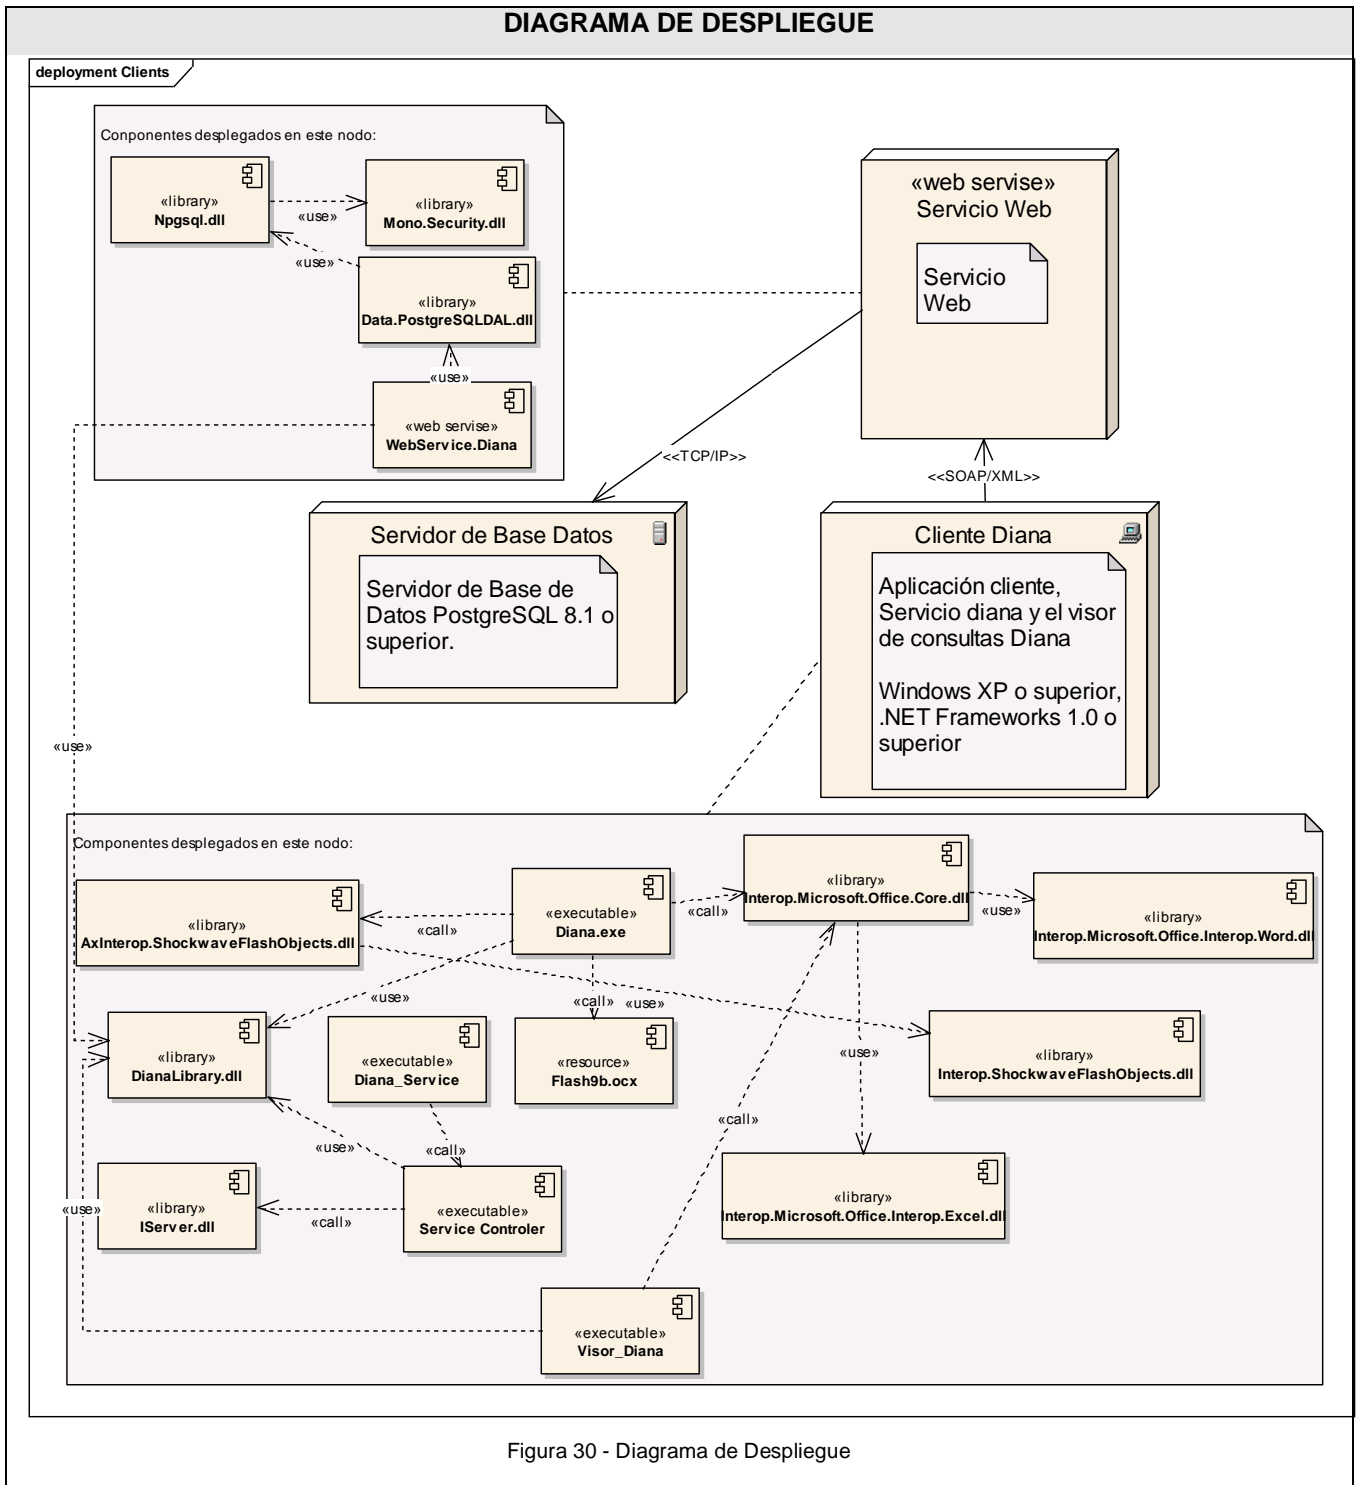 DIAGRAMA DE DESPLIEGUE
deployment Clients
Conponentes desplegados en este nodo:
«library»
Npgsql.dll
«use»
«library»
Mono.Security.dll
«use»
«library»
Data.PostgreSQLDAL.dll
«use»
«web servise»
WebService.Diana
«web servise»
Servicio Web
Servicio
Web
<<TCP/IP>>
<<SOAP/XML>>
Servidor de Base Datos
Servidor de Base de
Datos PostgreSQL 8.1 o
superior.
Cliente Diana
Aplicación cliente,
Servicio diana y el visor
de consultas Diana
Windows XP o superior,
.NET Frameworks 1.0 o
superior
«use»
Componentes desplegados en este nodo:
«library»
AxInterop.ShockwaveFlashObjects.dll
«call»
«executable»
Diana.exe
«call»
«library»
Interop.Microsoft.Office.Core.dll
«use»
«library»
Interop.Microsoft.Office.Interop.Word.dll
«use»
«call»
«use»
«library»
DianaLibrary.dll
«executable»
Diana_Service
«resource»
Flash9b.ocx
«use»
«library»
Interop.ShockwaveFlashObjects.dll
«call»
«use»
«call»
«use»
«library»
IServer.dll
«call»
«executable»
Service Controler
«library»
Interop.Microsoft.Office.Interop.Excel.dll
«executable»
Visor_Diana
Figura 30 - Diagrama de Despliegue